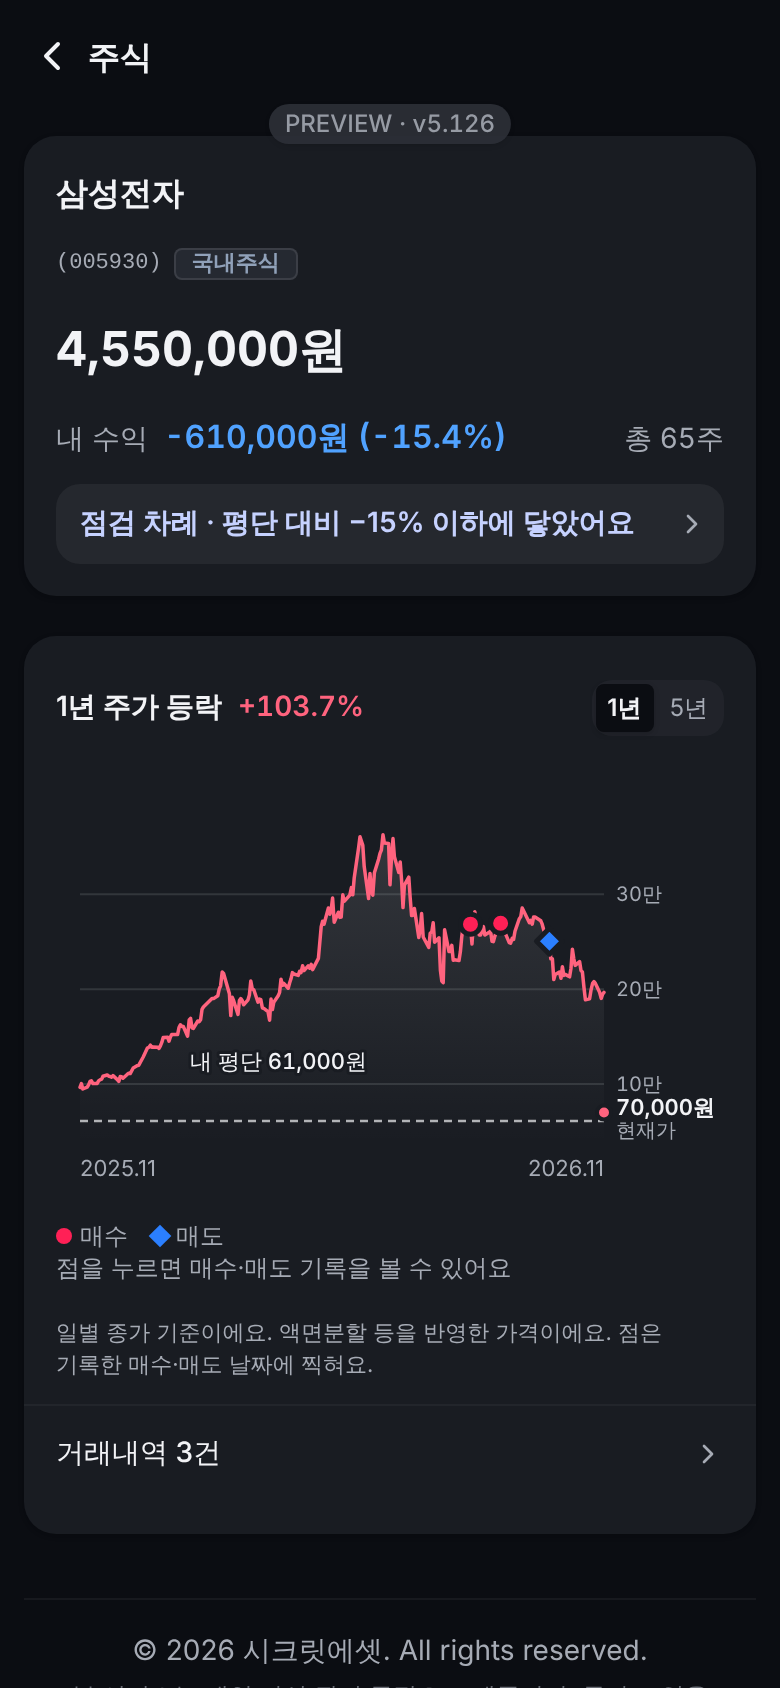 주식
PREVIEW · v5.126
삼성전자
(005930) 국내주식
4,550,000원
내 수익 -610,000원 (-15.4%) 총 65주
점검 차례 · 평단 대비 −15% 이하에 닿았어요
1년 주가 등락 +103.7% 1년 5년
30만
20만
내 평단 61,000원
10만
70,000원
현재가
2025.11 2026.11
매수 매도
점을 누르면 매수·매도 기록을 볼 수 있어요
일별 종가 기준이에요. 액면분할 등을 반영한 가격이에요. 점은
기록한 매수·매도 날짜에 찍혀요.
거래내역 3건
© 2026 시크릿에셋. All rights reserved.